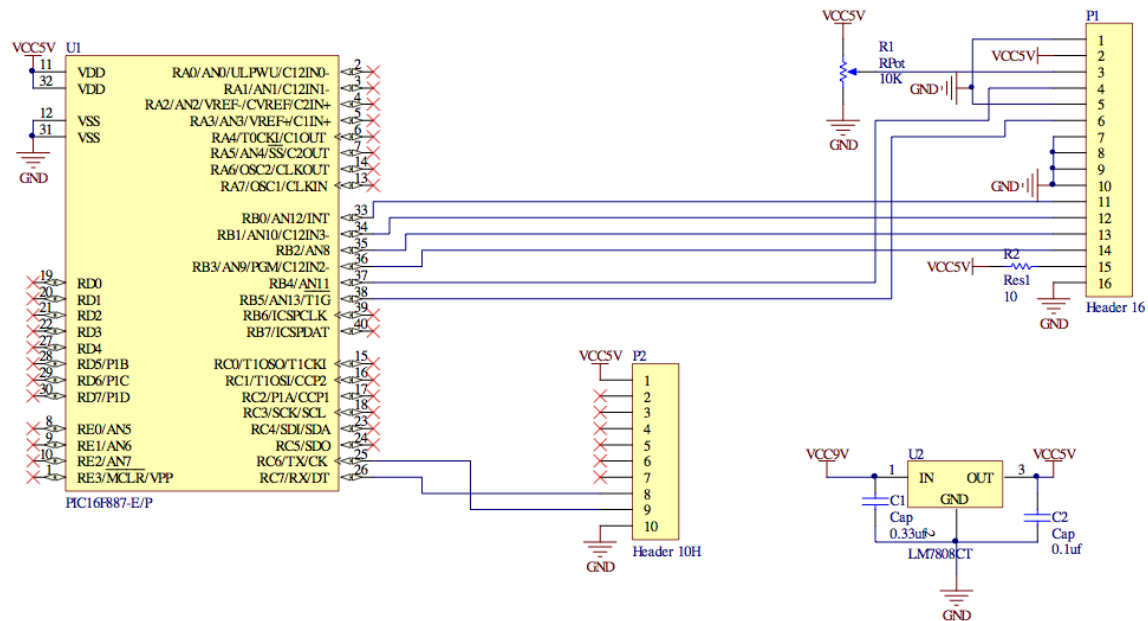 VCC5V
U1
11 VDD
32 VDD
12 VSS
31 VSS
GND
RA0/AN0/ULPWU/C12IN0- 2
RA1/AN1/C12IN1- 3
RA2/AN2/VREF-/CVREF/C2IN+ 4
RA3/AN3/VREF+/C1IN+ 5
RA4/T0CKI/C1OUT 6
RA5/AN4/SS/C2OUT 7
RA6/OSC2/CLKOUT 14
RA7/OSC1/CLKIN 13
RB0/AN12/INT 33
RB1/AN10/C12IN3- 34
RB2/AN8 35
RB3/AN9/PGM/C12IN2- 36
19 RD0 RB4/AN11 37
20 RD1 RB5/AN13/T1G 38
21 RD2 RB6/ICSPCLK 39
22 RD3 RB7/ICSPDAT 40
27 RD4
28 RD5/P1B RC0/T1OSO/T1CKI 15
29 RD6/P1C RC1/T1OSI/CCP2 16
30 RD7/P1D RC2/P1A/CCP1 17
RC3/SCK/SCL 18
8 RE0/AN5 RC4/SDI/SDA 23
9 RE1/AN6 RC5/SDO 24
10 RE2/AN7 RC6/TX/CK 25
1 RE3/MCLR/VPP RC7/RX/DT 26
PIC16F887-E/P
VCC5V
P2
1
2
3
4
5
6
7
8
9
10
Header 10H
GND
VCC5V
R1
RPot
10K
GND
P1
1
2
3
4
5
6
7
8
9
10
11
12
13
14
15
16
Header 16
VCC5V
GND
GND
VCC5V
R2
Res1
10
GND
VCC9V
U2
VCC5V
1 IN OUT 3
GND
2
LM7808CT
C1
Cap
0.33uf
C2
Cap
0.1uf
GND